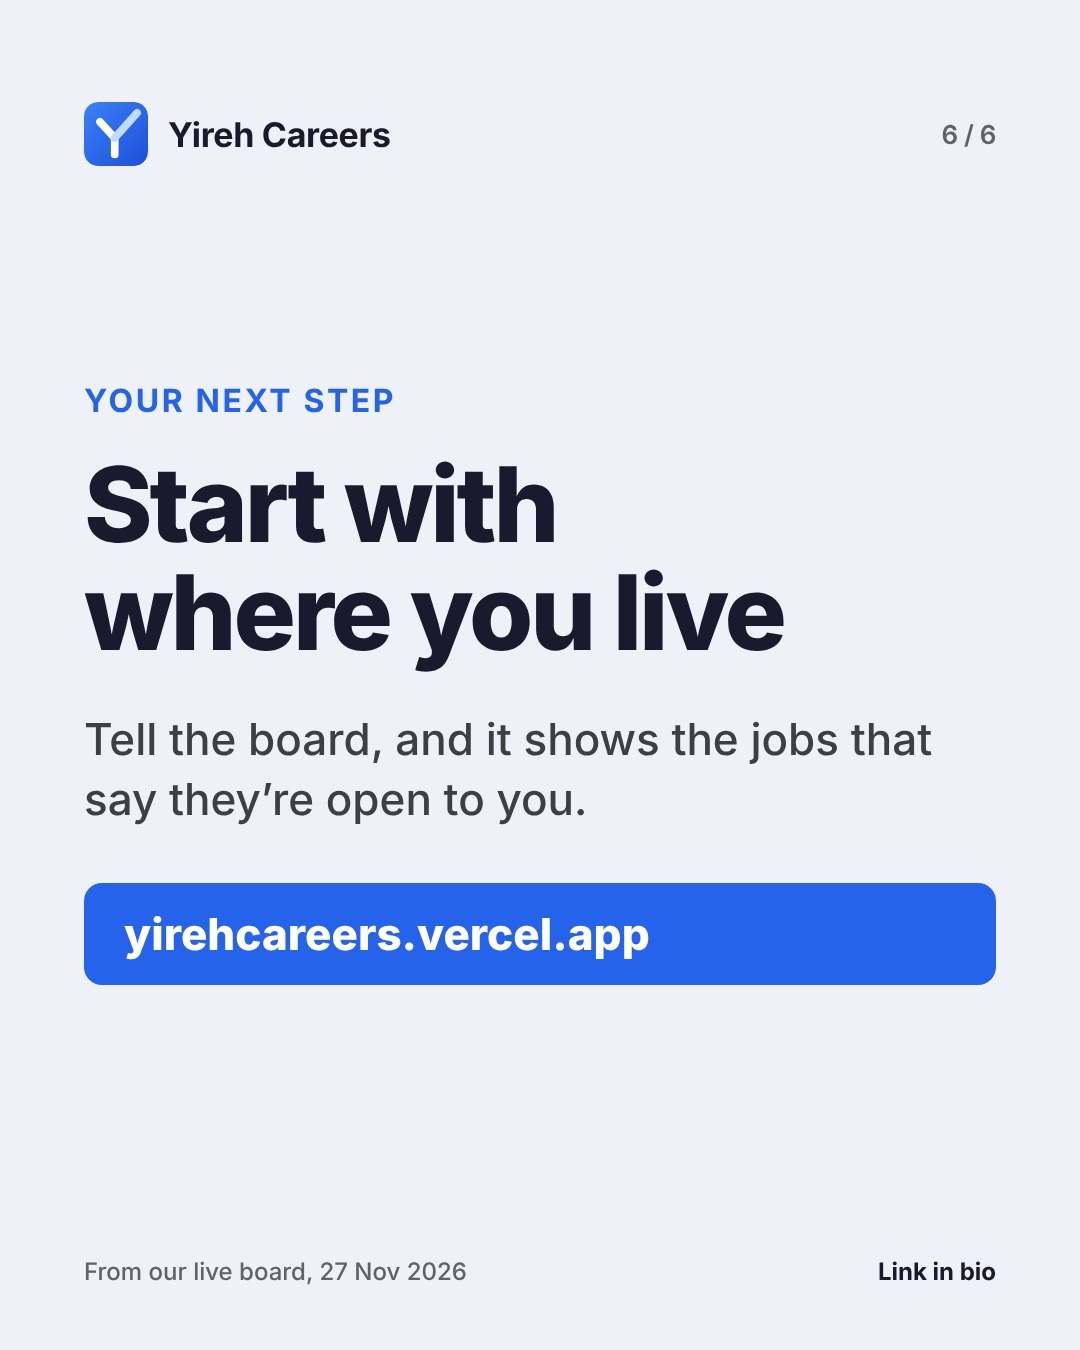 Yireh Careers
6 / 6
YOUR NEXT STEP
Start with
where you live
Tell the board, and it shows the jobs that
say they’re open to you.
yirehcareers.vercel.app
From our live board, 27 Nov 2026
Link in bio